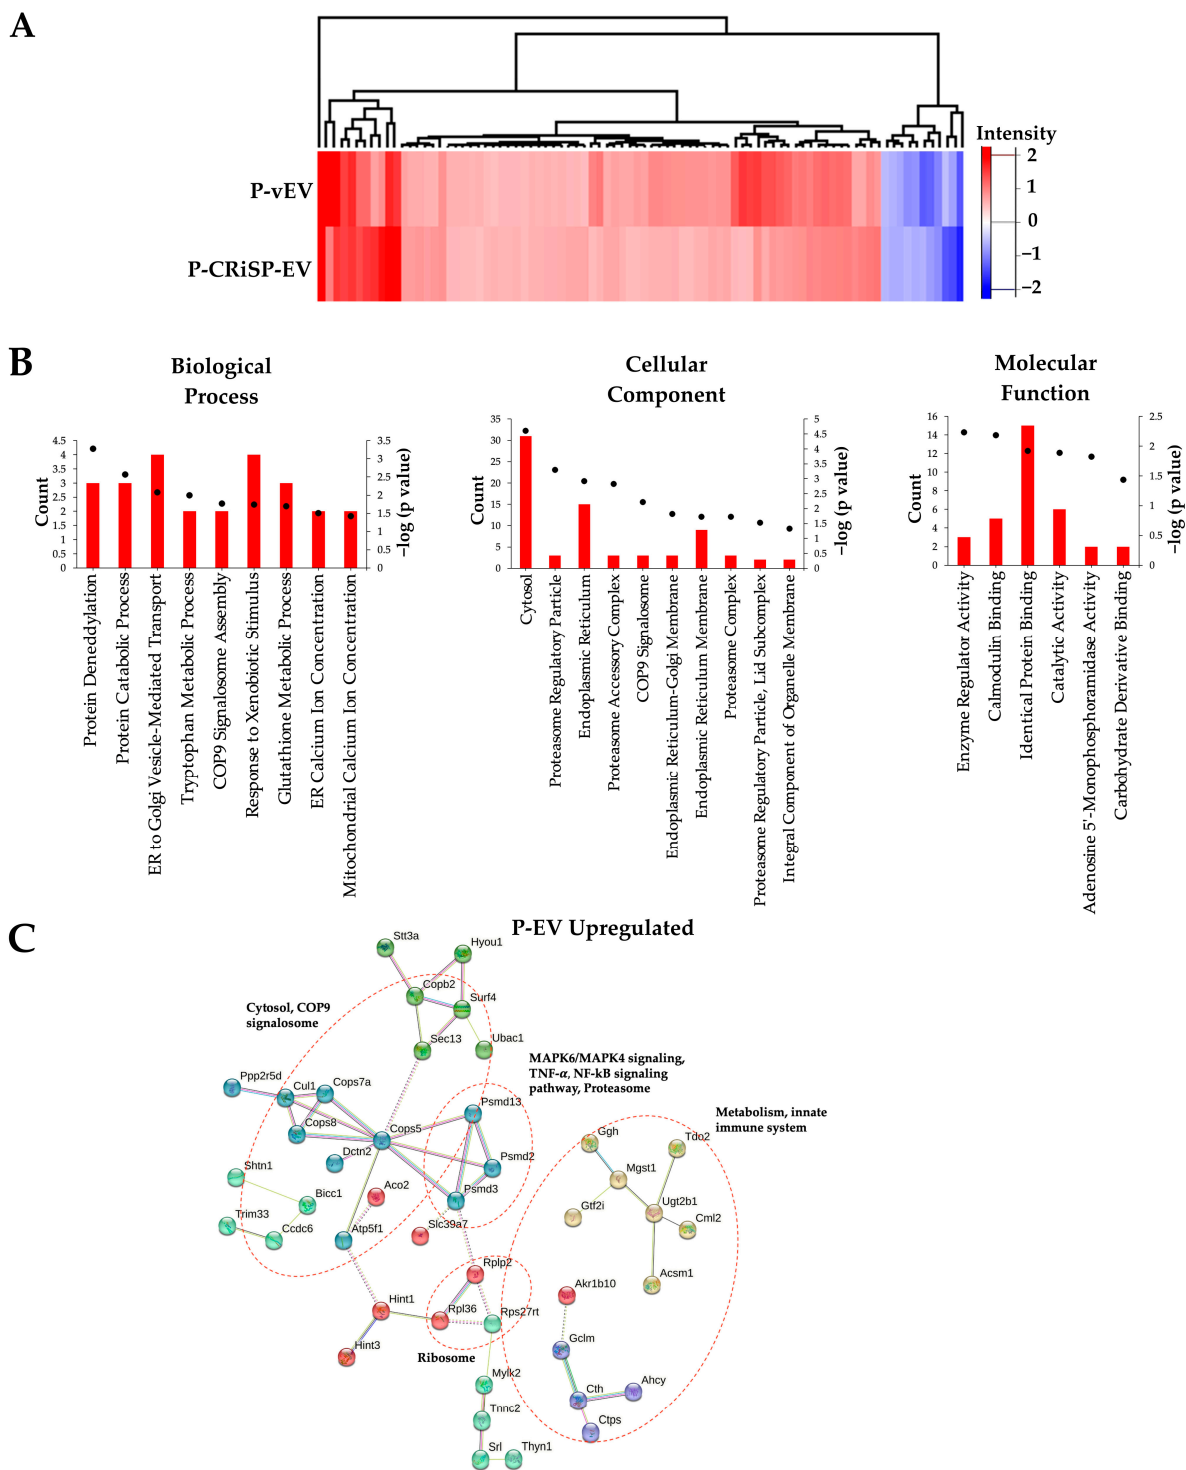 A
Intensity
P-vEV
P-CRiSP-EV
2
1
0
−1
−2
B
Biological
Process
Count
4.5
4
3.5
3
2.5
2
1.5
1
0.5
0
3.5
3
2.5
2
1.5
1
0.5
0
−log (p value)
Protein Deneddylation
Protein Catabolic Process
ER to Golgi Vesicle-Mediated Transport
Tryptophan Metabolic Process
COP9 Signalosome Assembly
Response to Xenobiotic Stimulus
Glutathione Metabolic Process
ER Calcium Ion Concentration
Mitochondrial Calcium Ion Concentration
Cellular
Component
Count
35
30
25
20
15
10
5
0
5
4.5
4
3.5
3
2.5
2
1.5
1
0.5
0
−log (p value)
Cytosol
Proteasome Regulatory Particle
Endoplasmic Reticulum
Proteasome Accessory Complex
COP9 Signalosome
Endoplasmic Reticulum-Golgi Membrane
Endoplasmic Reticulum Membrane
Proteasome Complex
Proteasome Regulatory Particle, Lid Subcomplex
Integral Component of Organelle Membrane
Molecular
Function
Count
16
14
12
10
8
6
4
2
0
2.5
2
1.5
1
0.5
0
−log (p value)
Enzyme Regulator Activity
Calmodulin Binding
Identical Protein Binding
Catalytic Activity
Adenosine 5'-Monophosphoramidase Activity
Carbohydrate Derivative Binding
C
P-EV Upregulated
Stt3a
Hyou1
Copb2
Surf4
Cytosol, COP9
signalosome
Sec13
Ubac1
MAPK6/MAPK4 signaling,
TNF-α, NF-kB signaling
pathway, Proteasome
Ppp2r5d
Cul1
Cops7a
Psmd13
Metabolism, innate
immune system
Cops8
Cops5
Ggh
Tdo2
Dctn2
Psmd2
Mgst1
Shtn1
Aco2
Psmd3
Bicc1
Gtf2i
Ugt2b1
Cml2
Trim33
Ccdc6
Atp5f1
Slc39a7
Rplp2
Acsm1
Akr1b10
Hint1
Rpl36
Rps27rt
Hint3
Gclm
Ribosome
Mylk2
Cth
Ahcy
Tnnc2
Ctps
Srl
Thyn1